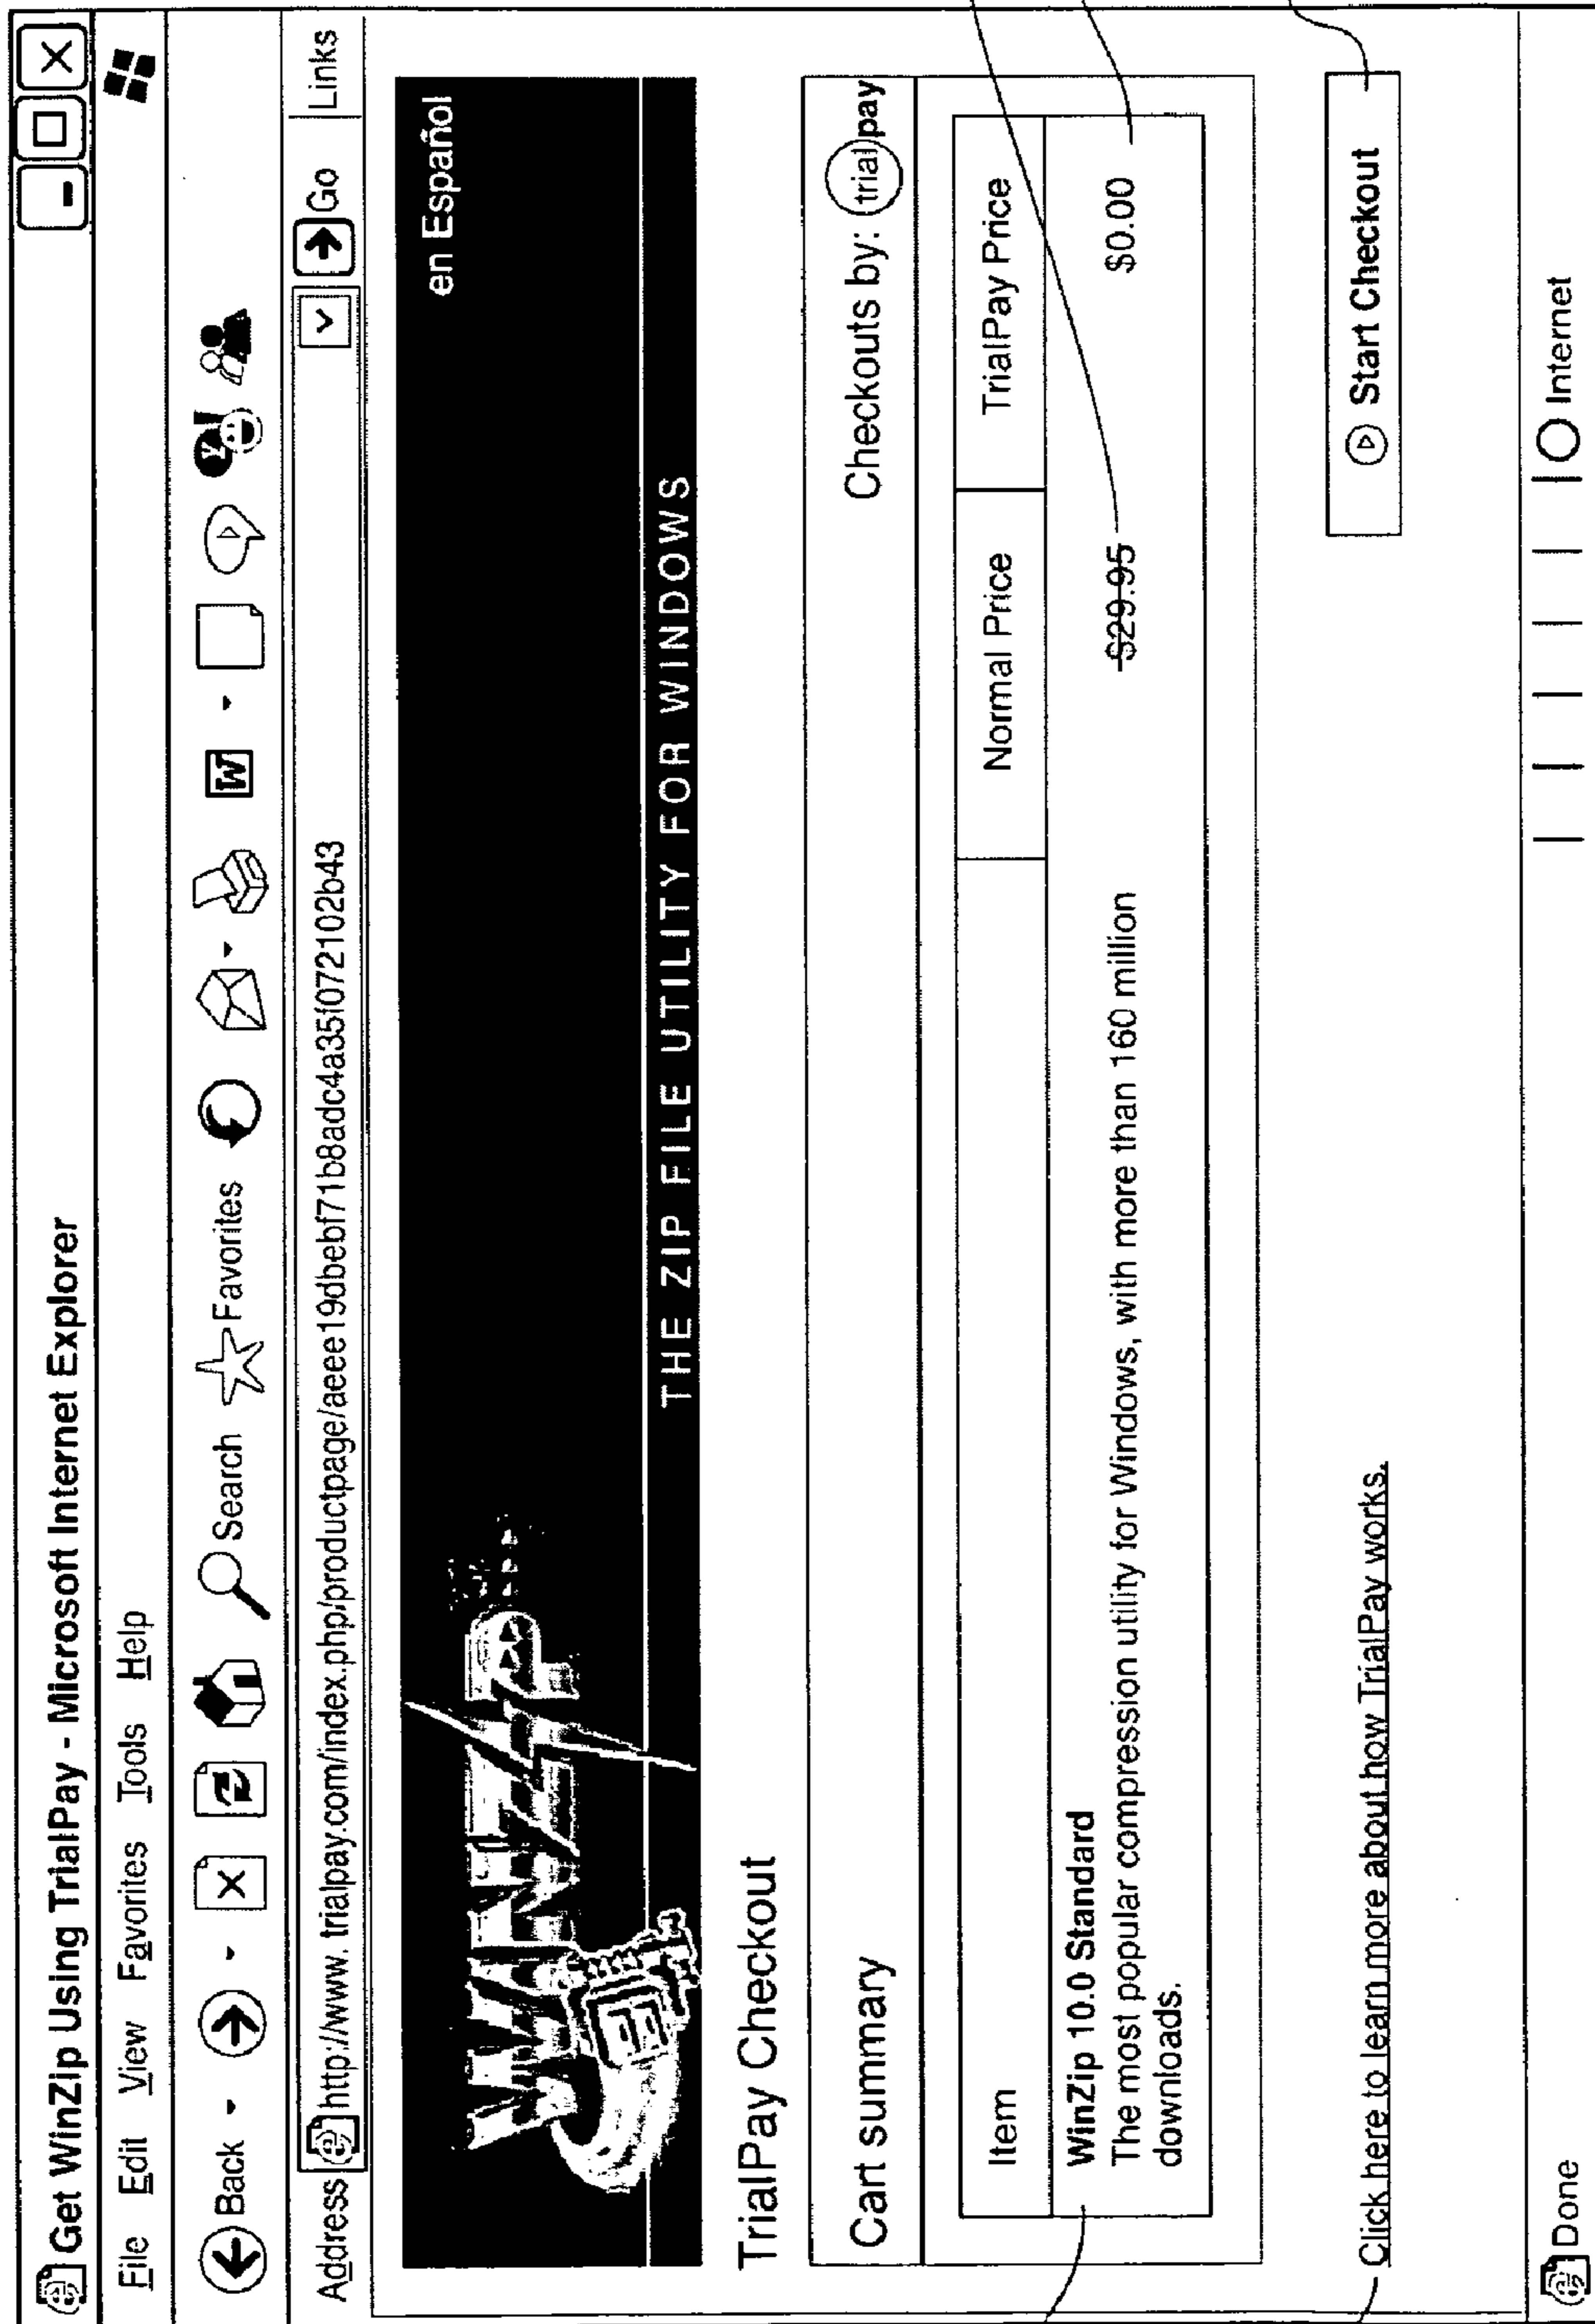 Get WinZip Using TrialPay - Microsoft Internet Explorer
File Edit View Favorites Tools Help
Back Search Favorites W Y!
Address http://www.trialpay.com/index.php/productpage/aeee19dbebf71b8adc4a35f072102b43 Go Links
WINZIP en Español
THE ZIP FILE UTILITY FOR WINDOWS
TrialPay Checkout
Cart summary Checkouts by: trialpay
Item Normal Price TrialPay Price
WinZip 10.0 Standard
The most popular compression utility for Windows, with more than 160 million $29.95 $0.00
downloads.
Click here to learn more about how TrialPay works. Start Checkout
Done Internet